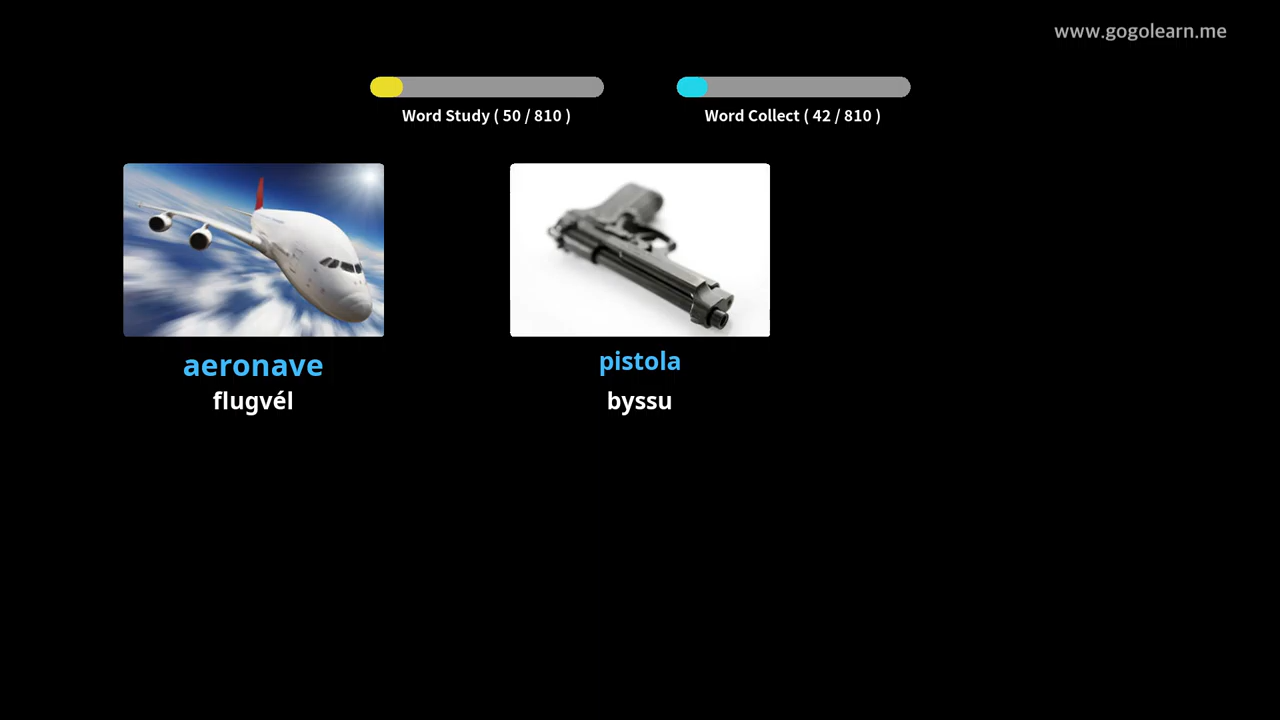 www.gogolearn.me
Word Study ( 50 / 810 )
Word Collect ( 42 / 810 )
aeronave
flugvél
pistola
byssu